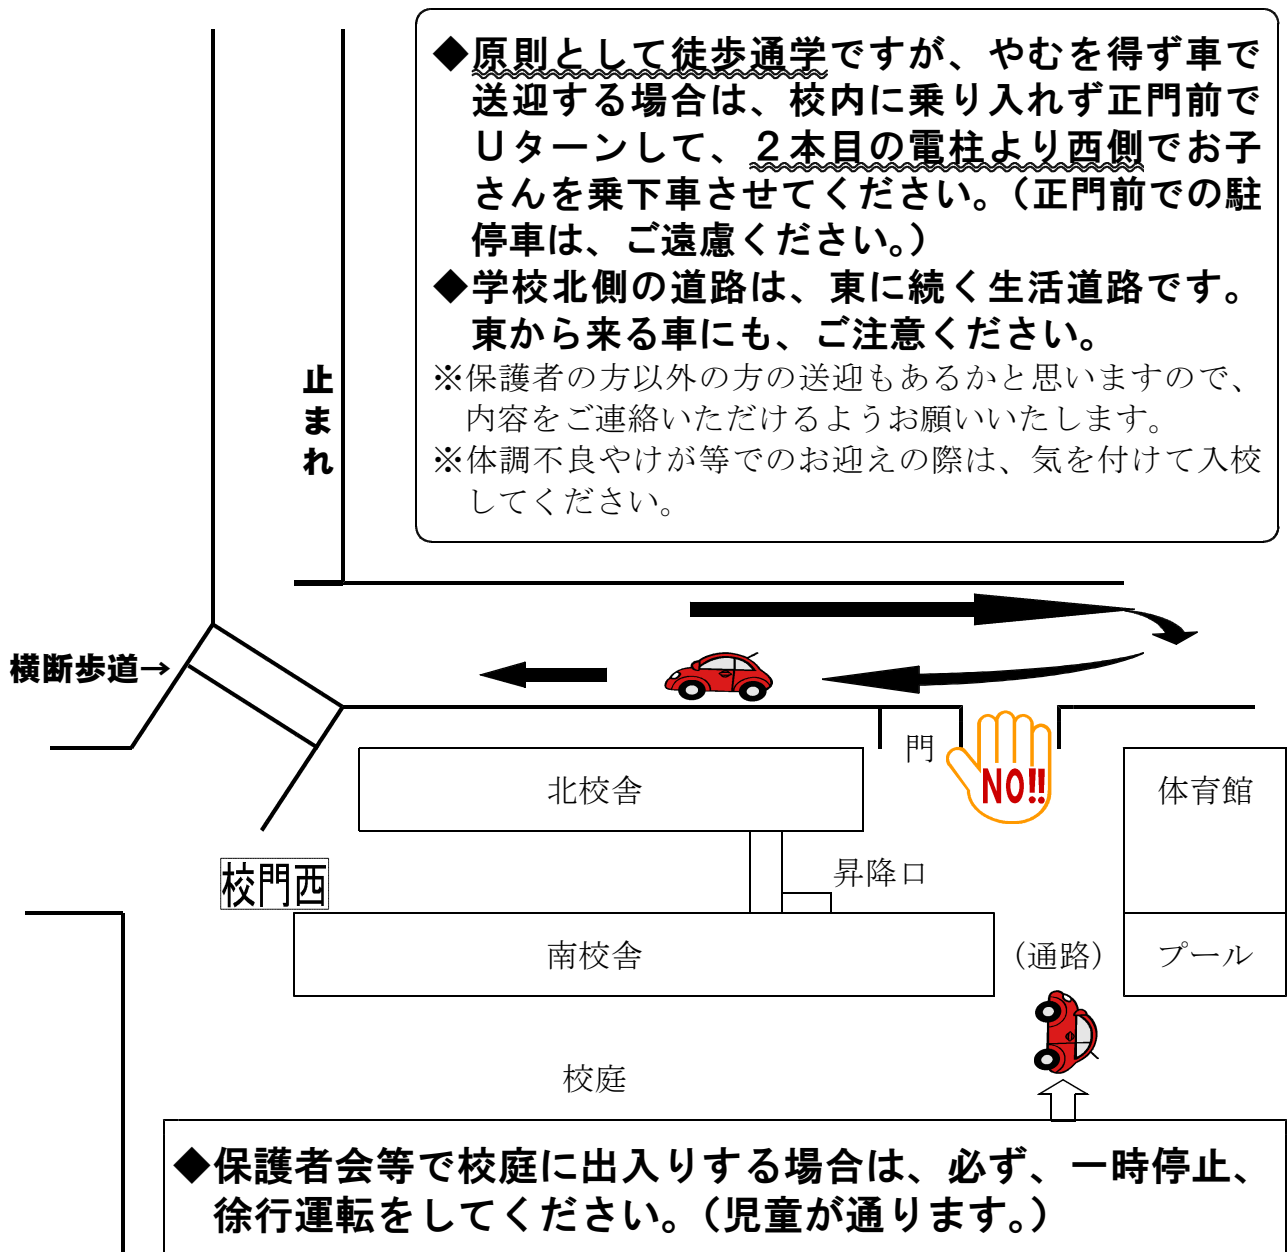 ◆原則として徒歩通学ですが、やむを得ず車で
送迎する場合は、校内に乗り入れず正門前で
Uターンして、２本目の電柱より西側でお子
さんを乗下車させてください。（正門前での駐
停車は、ご遠慮ください。）
◆学校北側の道路は、東に続く生活道路です。
東から来る車にも、ご注意ください。
※保護者の方以外の方の送迎もあるかと思いますので、
内容をご連絡いただけるようお願いいたします。
※体調不良やけが等でのお迎えの際は、気を付けて入校
してください。
止まれ
横断歩道→
門
NO!!
北校舎
体育館
昇降口
校門西
南校舎
（通路）
プール
校庭
◆保護者会等で校庭に出入りする場合は、必ず、一時停止、
徐行運転をしてください。（児童が通ります。）